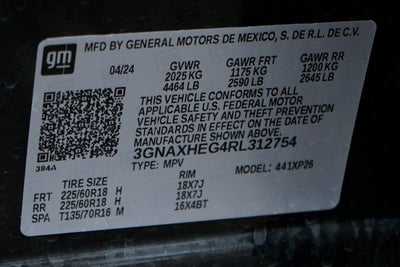 gm
MFD BY GENERAL MOTORS DE MEXICO, S. DE R.L. DE C.V.
04/24 GVWR GAWR FRT GAWR RR
2025 KG 1175 KG 1200 KG
4464 LB 2590 LB 2645 LB
THIS VEHICLE CONFORMS TO ALL
APPLICABLE U.S. FEDERAL MOTOR
VEHICLE SAFETY AND THEFT PREVENTION
STANDARDS IN EFFECT ON THE DATE OF
MANUFACTURE SHOWN ABOVE.
3GNAXHEG4RL312754
384A TYPE: MPV MODEL: 441XP26
TIRE SIZE RIM
FRT 225/60R18 H 18X7J
RR 225/60R18 H 18X7J
SPA T135/70R16 M 16X4BT